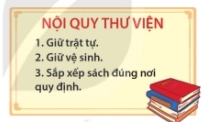 NỘI QUY THƯ VIỆN
1. Giữ trật tự.
2. Giữ vệ sinh.
3. Sắp xếp sách đúng nơi
quy định.